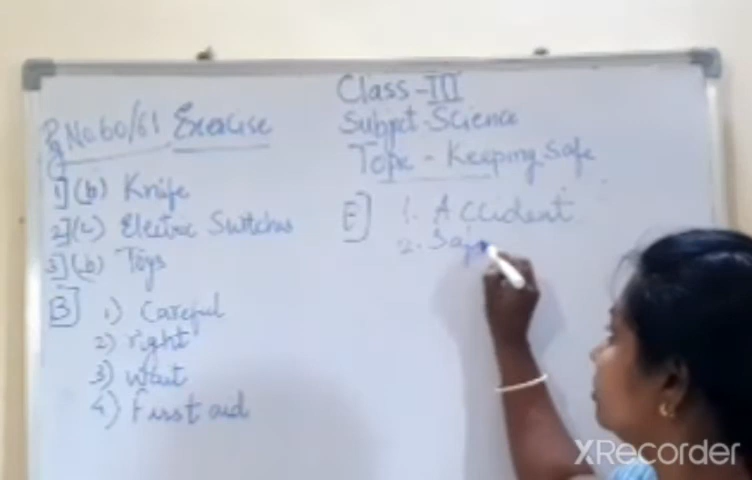 Class-III
Subject-Science
Topic - Keeping Safe
Pg No 60/61 Exercise
1] (b) Knife
2] (c) Electric Switches
3] (b) Toys
B] 1) Careful
2) right
3) Wait
4) First aid
E] 1. Accident
2. Saf
XRecorder